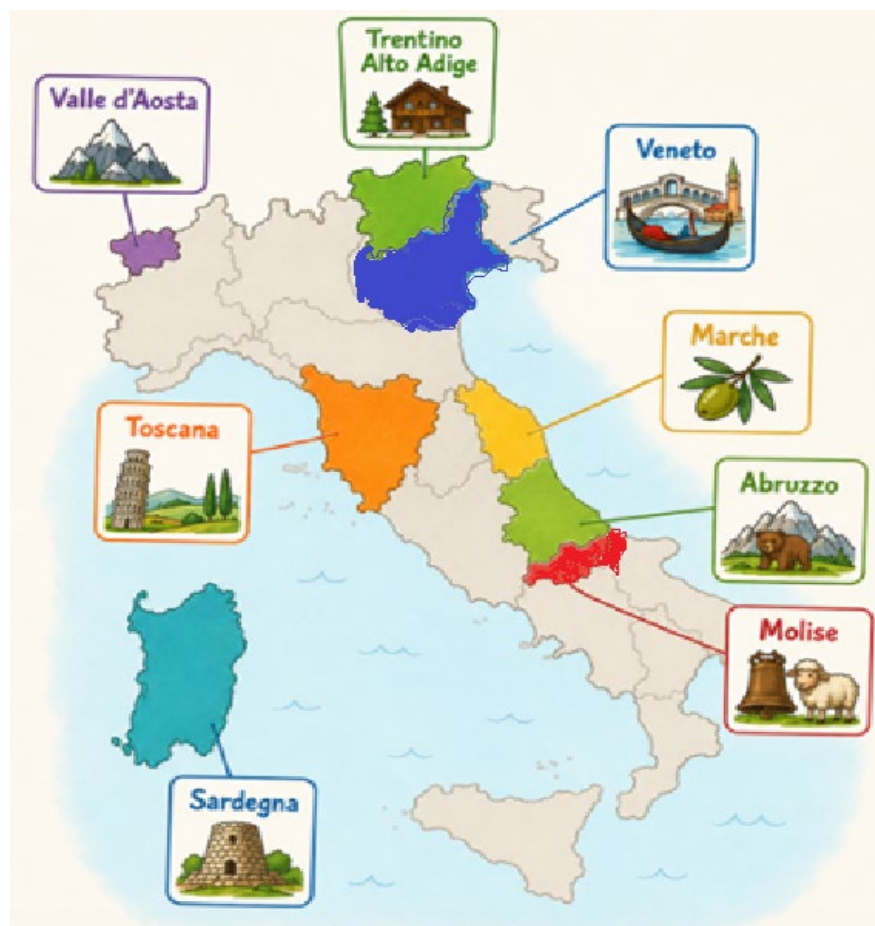 Trentino
Alto Adige
Valle d'Aosta
Veneto
Marche
Toscana
Abruzzo
Molise
Sardegna